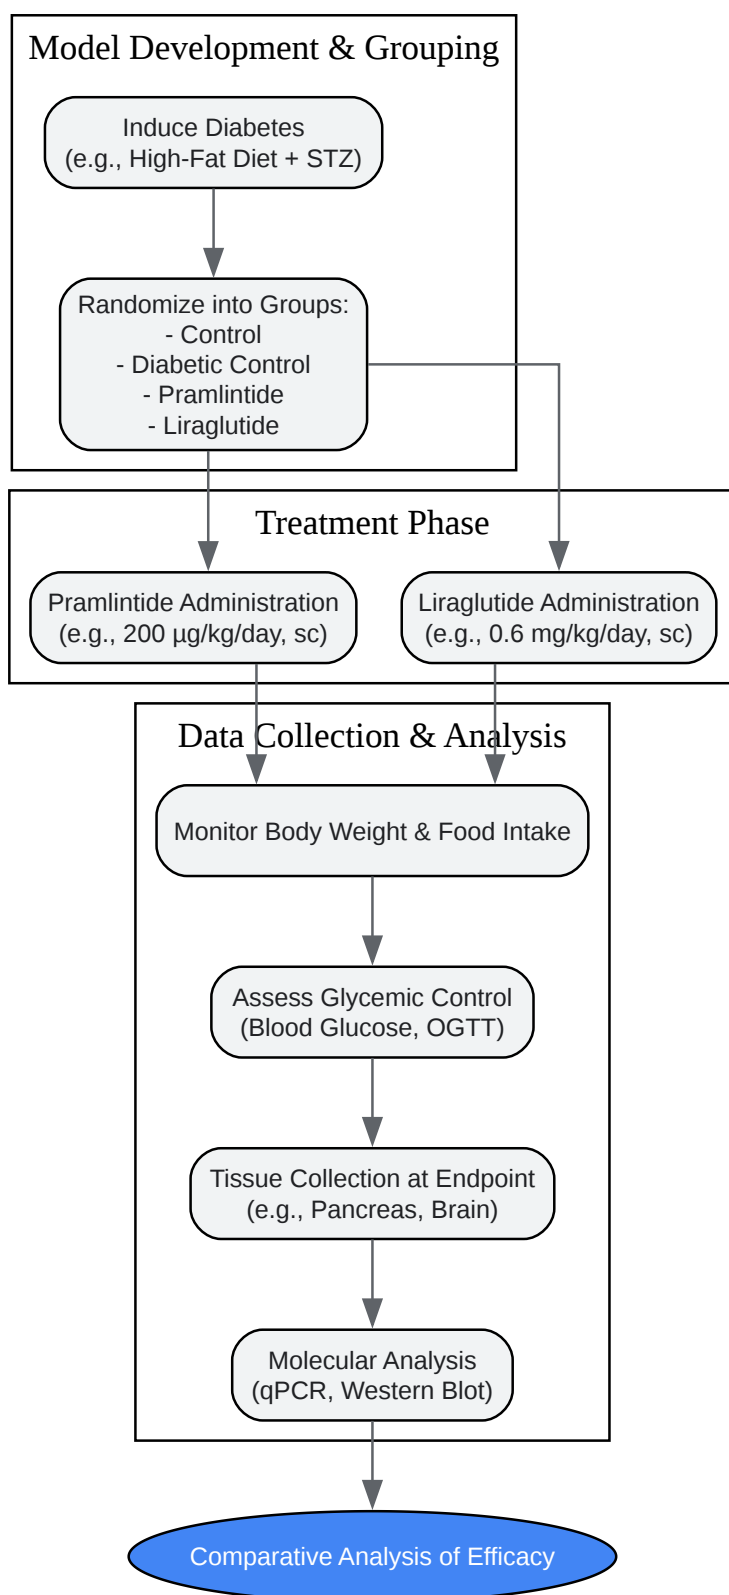 Model Development & Grouping
Induce Diabetes
(e.g., High-Fat Diet + STZ)
Randomize into Groups:
- Control
- Diabetic Control
- Pramlintide
- Liraglutide
Treatment Phase
Pramlintide Administration
(e.g., 200 µg/kg/day, sc)
Liraglutide Administration
(e.g., 0.6 mg/kg/day, sc)
Data Collection & Analysis
Monitor Body Weight & Food Intake
Assess Glycemic Control
(Blood Glucose, OGTT)
Tissue Collection at Endpoint
(e.g., Pancreas, Brain)
Molecular Analysis
(qPCR, Western Blot)
Comparative Analysis of Efficacy